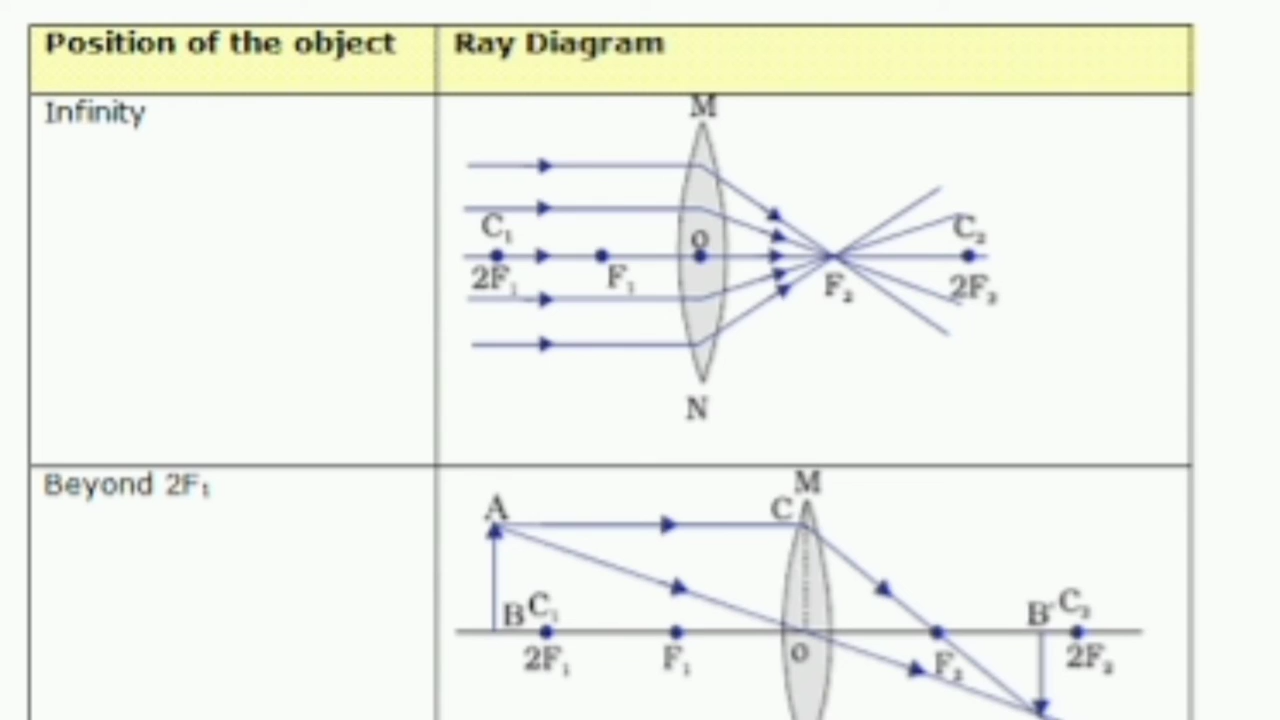 Position of the object
Ray Diagram
Infinity
M
C₁
O
C₂
2F₁
F₁
F₂
2F₂
N
Beyond 2F₁
M
A
C
B
C₁
B'
C₂
2F₁
F₁
O
F₂
2F₂